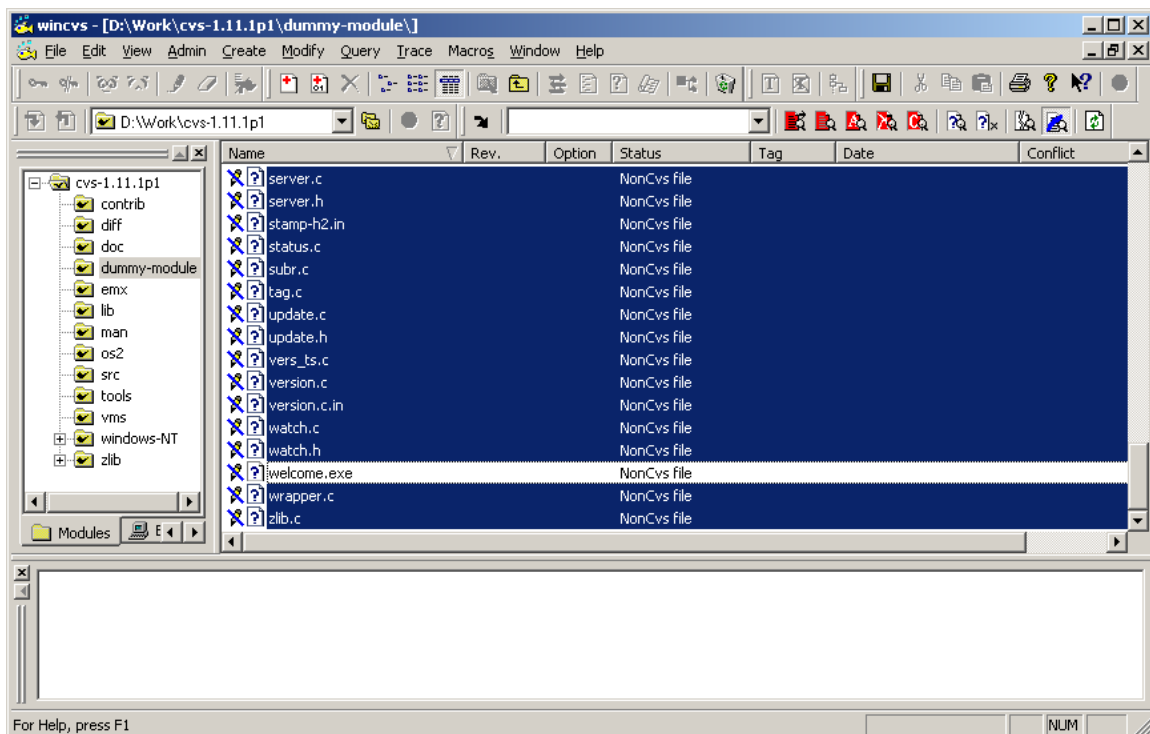 wincvs - [D:\Work\cvs-1.11.1p1\dummy-module\]
File Edit View Admin Create Modify Query Trace Macros Window Help
D:\Work\cvs-1.11.1p1
Name Rev. Option Status Tag Date Conflict
cvs-1.11.1p1
contrib
diff
doc
dummy-module
emx
lib
man
os2
src
tools
vms
windows-NT
zlib
server.c NonCvs file
server.h NonCvs file
stamp-h2.in NonCvs file
status.c NonCvs file
subr.c NonCvs file
tag.c NonCvs file
update.c NonCvs file
update.h NonCvs file
vers_ts.c NonCvs file
version.c NonCvs file
version.c.in NonCvs file
watch.c NonCvs file
watch.h NonCvs file
welcome.exe NonCvs file
wrapper.c NonCvs file
zlib.c NonCvs file
Modules
For Help, press F1 NUM